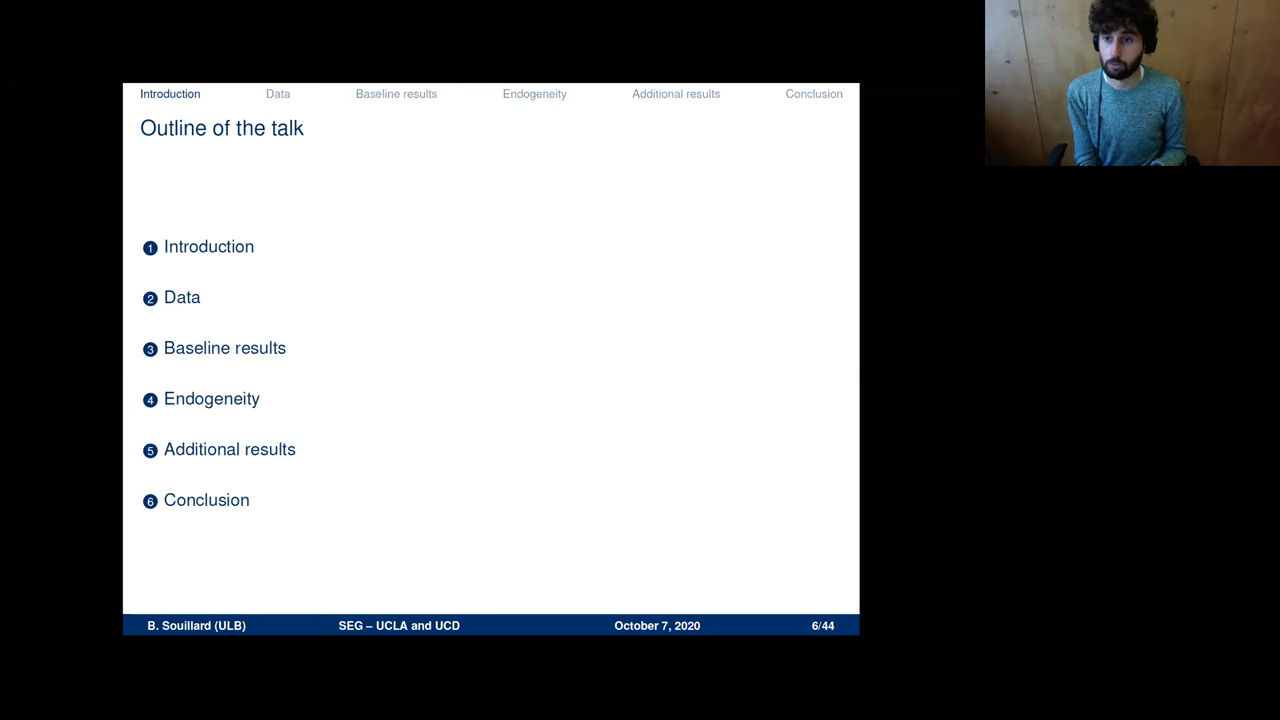 Introduction Data Baseline results Endogeneity Additional results Conclusion
Outline of the talk
1 Introduction
2 Data
3 Baseline results
4 Endogeneity
5 Additional results
6 Conclusion
B. Souillard (ULB) SEG – UCLA and UCD October 7, 2020 6/44